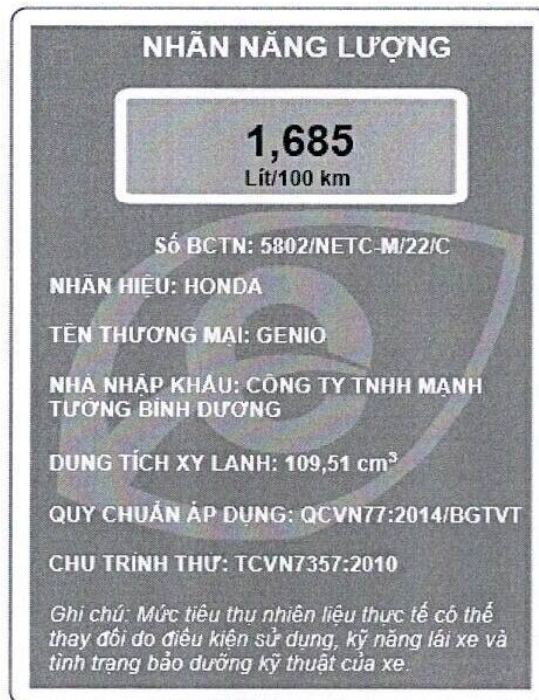 NHÃN NĂNG LƯỢNG
1,685
Lít/100 km
Số BCTN: 5802/NETC-M/22/C
NHÃN HIỆU: HONDA
TÊN THƯƠNG MẠI: GENIO
NHÀ NHẬP KHẨU: CÔNG TY TNHH MẠNH
TƯỜNG BÌNH DƯƠNG
DUNG TÍCH XY LANH: 109,51 cm³
QUY CHUẨN ÁP DỤNG: QCVN77:2014/BGTVT
CHU TRÌNH THỬ: TCVN7357:2010
Ghi chú: Mức tiêu thụ nhiên liệu thực tế có thể
thay đổi do điều kiện sử dụng, kỹ năng lái xe và
tình trạng bảo dưỡng kỹ thuật của xe.